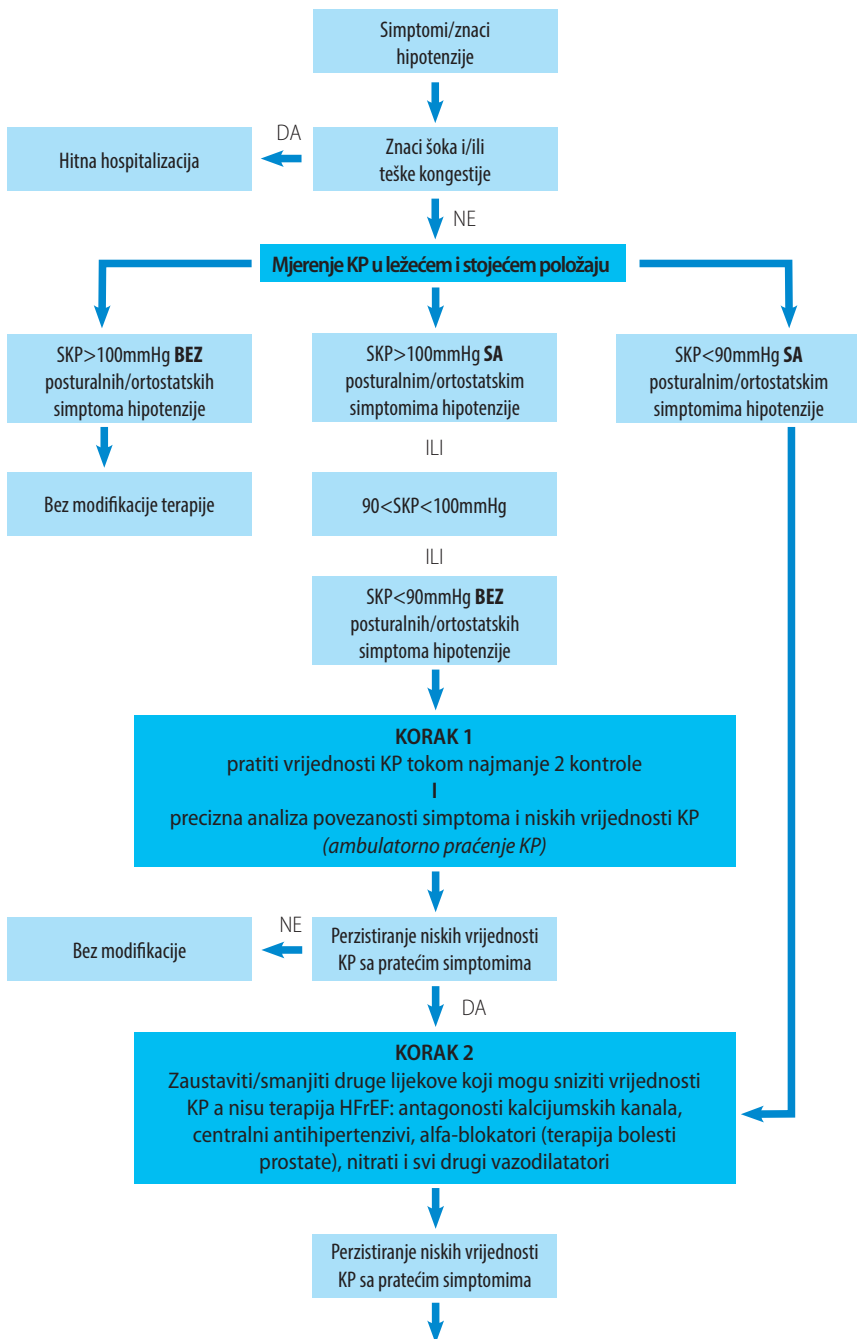 Simptomi/znaci
hipotenzije
DA
Hitna hospitalizacija
Znaci šoka i/ili
teške kongestije
NE
Mjerenje KP u ležećem i stojećem položaju
SKP>100mmHg BEZ
posturalnih/ortostatskih
simptoma hipotenzije
SKP>100mmHg SA
posturalnim/ortostatskim
simptomima hipotenzije
SKP<90mmHg SA
posturalnim/ortostatskim
simptomima hipotenzije
ILI
Bez modifikacije terapije
90<SKP<100mmHg
ILI
SKP<90mmHg BEZ
posturalnih/ortostatskih
simptoma hipotenzije
KORAK 1
pratiti vrijednosti KP tokom najmanje 2 kontrole
I
precizna analiza povezanosti simptoma i niskih vrijednosti KP
(ambulatorno praćenje KP)
NE
Bez modifikacije
Perzistiranje niskih vrijednosti
KP sa pratećim simptomima
DA
KORAK 2
Zaustaviti/smanjiti druge lijekove koji mogu sniziti vrijednosti
KP a nisu terapija HFrEF: antagonosti kalcijumskih kanala,
centralni antihipertenzivi, alfa-blokatori (terapija bolesti
prostate), nitrati i svi drugi vazodilatatori
Perzistiranje niskih vrijednosti
KP sa pratećim simptomima